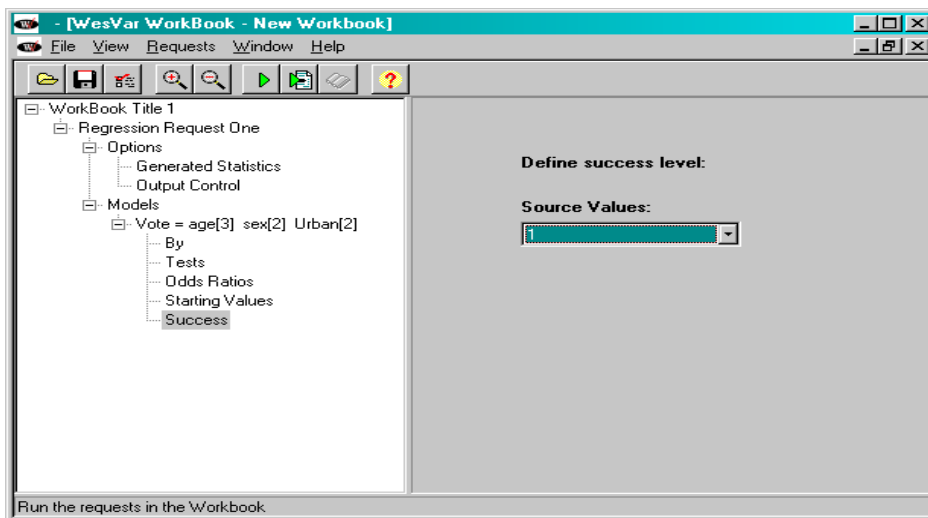 - [WesVar WorkBook - New Workbook]
File View Requests Window Help
?
WorkBook Title 1
Regression Request One
Options
Generated Statistics
Output Control
Models
Vote = age[3] sex[2] Urban[2]
By
Tests
Odds Ratios
Starting Values
Success
Define success level:
Source Values:
1
Run the requests in the Workbook